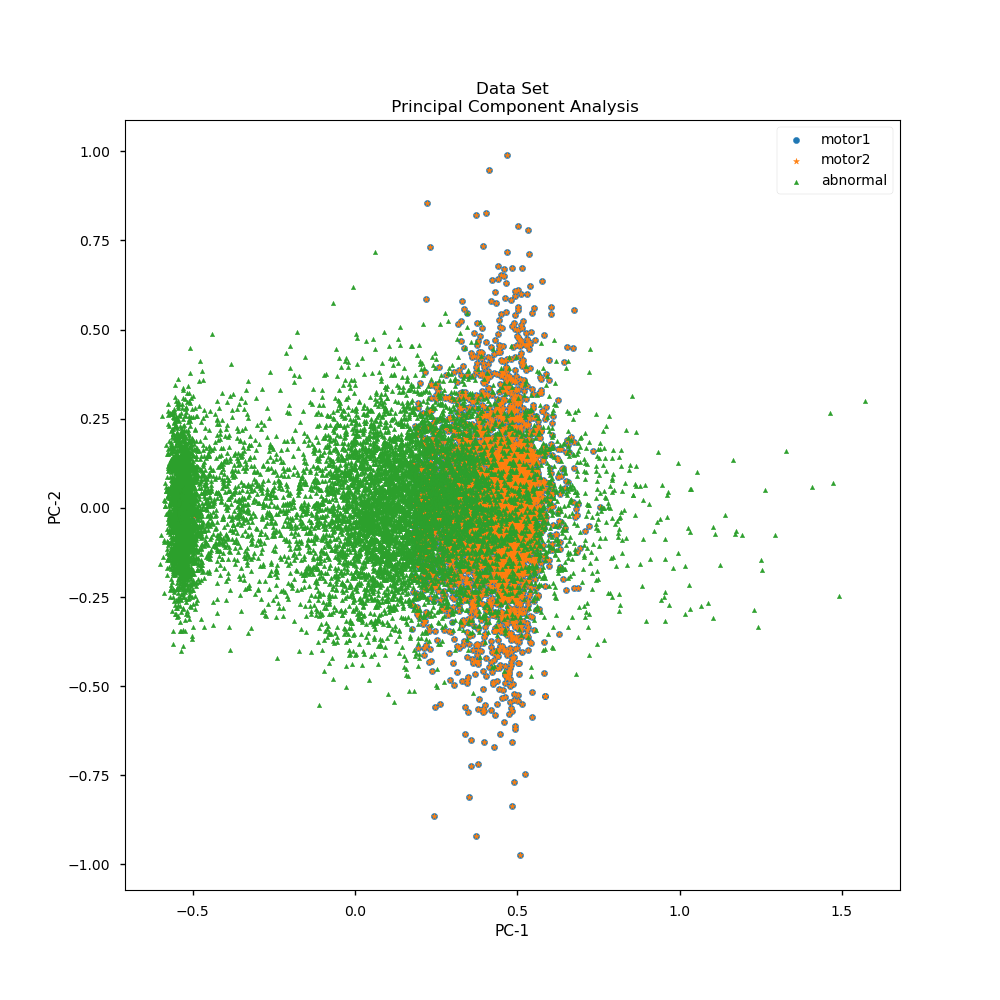 Data Set
Principal Component Analysis
motor1
motor2
abnormal
1.00
0.75
0.50
0.25
0.00
−0.25
−0.50
−0.75
−1.00
PC-2
−0.5
0.0
0.5
1.0
1.5
PC-1